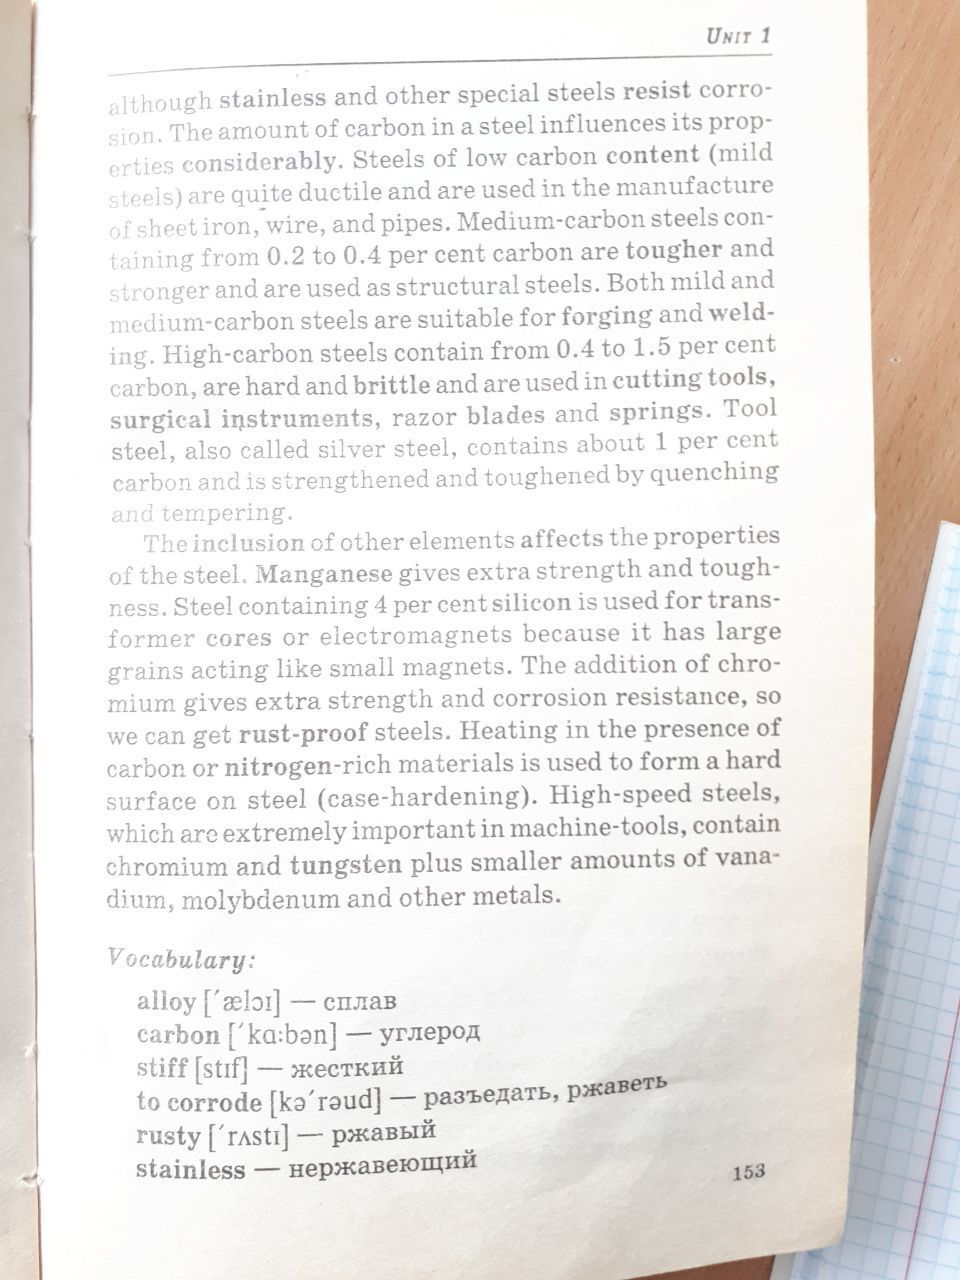 UNIT 1
although stainless and other special steels resist corro-
sion. The amount of carbon in a steel influences its prop-
erties considerably. Steels of low carbon content (mild
steels) are quite ductile and are used in the manufacture
of sheet iron, wire, and pipes. Medium-carbon steels con-
taining from 0.2 to 0.4 per cent carbon are tougher and
stronger and are used as structural steels. Both mild and
medium-carbon steels are suitable for forging and weld-
ing. High-carbon steels contain from 0.4 to 1.5 per cent
carbon, are hard and brittle and are used in cutting tools,
surgical instruments, razor blades and springs. Tool
steel, also called silver steel, contains about 1 per cent
carbon and is strengthened and toughened by quenching
and tempering.
The inclusion of other elements affects the properties
of the steel. Manganese gives extra strength and tough-
ness. Steel containing 4 per cent silicon is used for trans-
former cores or electromagnets because it has large
grains acting like small magnets. The addition of chro-
mium gives extra strength and corrosion resistance, so
we can get rust-proof steels. Heating in the presence of
carbon or nitrogen-rich materials is used to form a hard
surface on steel (case-hardening). High-speed steels,
which are extremely important in machine-tools, contain
chromium and tungsten plus smaller amounts of vana-
dium, molybdenum and other metals.
Vocabulary:
alloy [ˊælɔɪ] — сплав
carbon [ˊkɑ:bən] — углерод
stiff [stɪf] — жесткий
to corrode [kəˊrəud] — разъедать, ржаветь
rusty [ˊrʌstɪ] — ржавый
stainless — нержавеющий
153